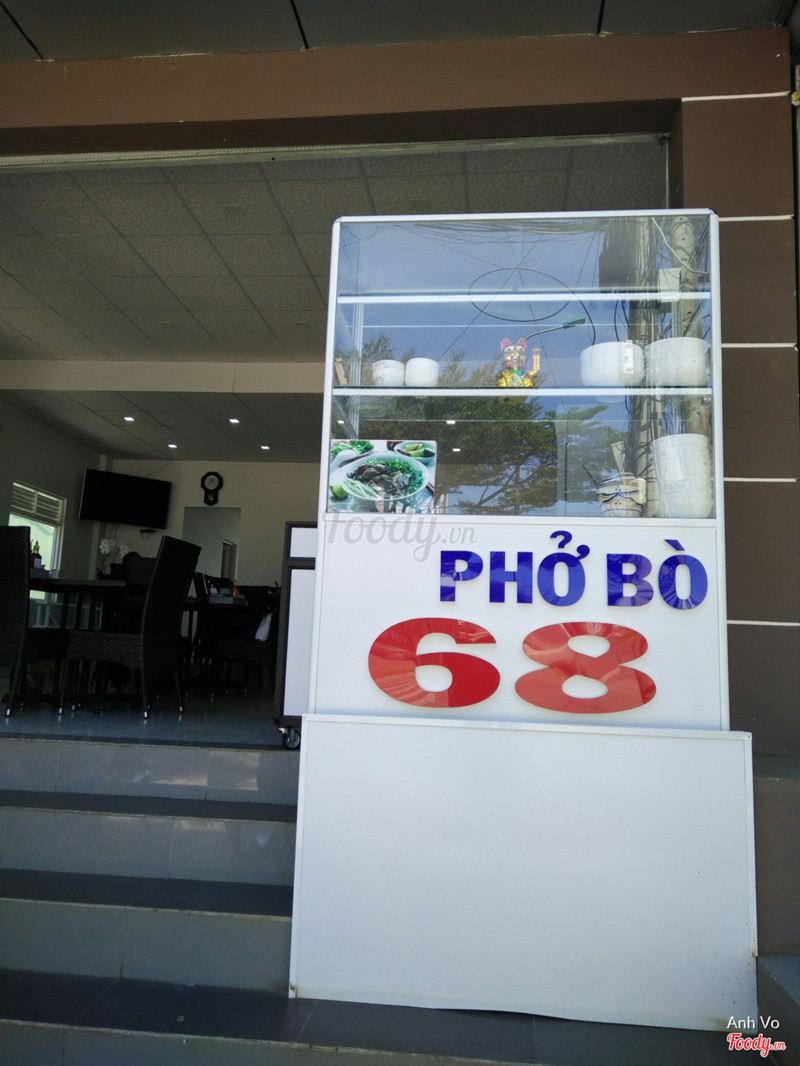 Foody.vn
PHỞ BÒ
68
Anh Vo
Foody.vn